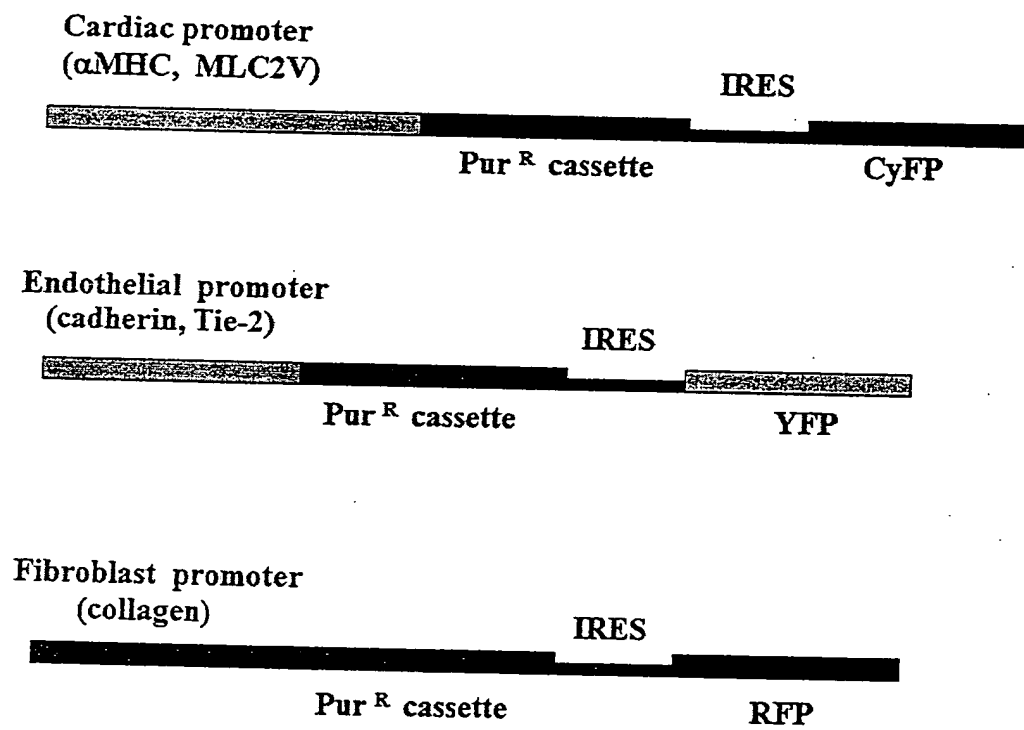 Cardiac promoter
(αMHC, MLC2V)
IRES
Pur R cassette
CyFP
Endothelial promoter
(cadherin, Tie-2)
IRES
Pur R cassette
YFP
Fibroblast promoter
(collagen)
IRES
Pur R cassette
RFP